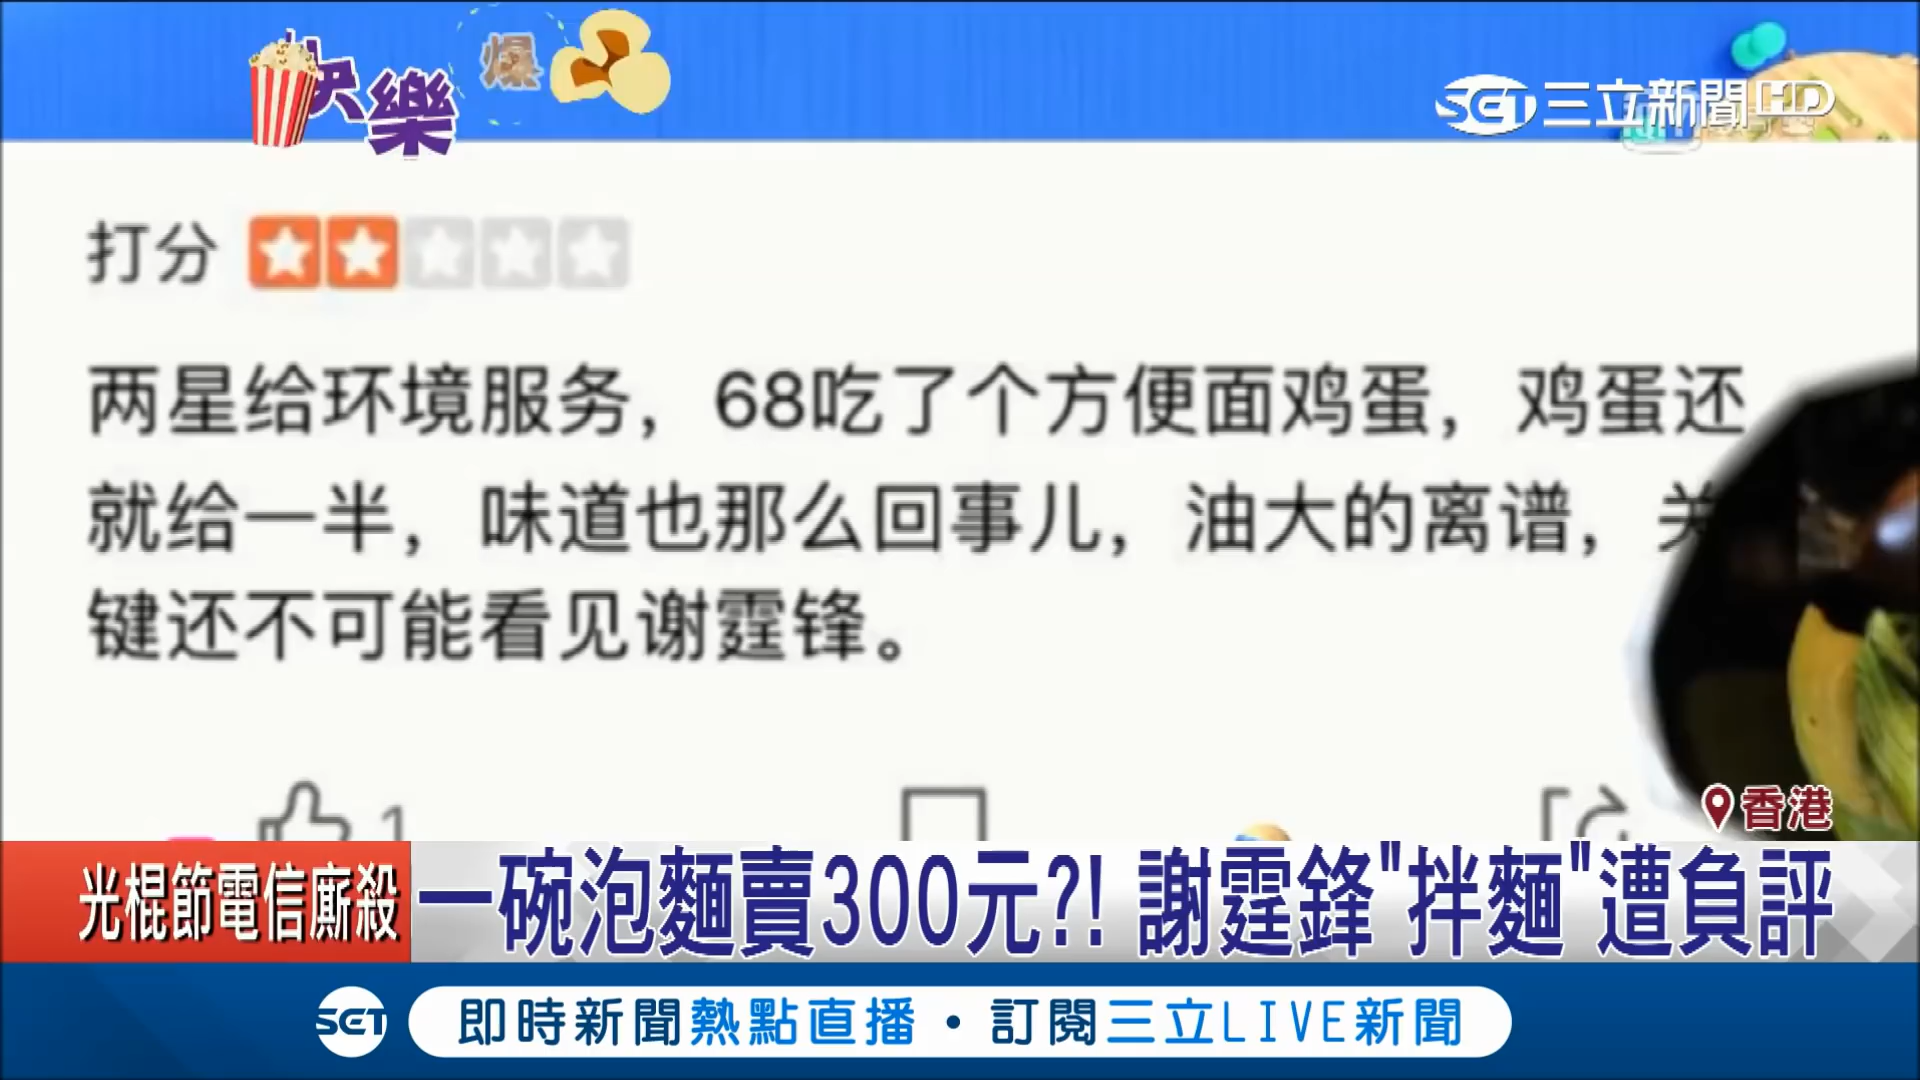 快樂
爆
SET三立新聞HD
打分
两星给环境服务，68吃了个方便面鸡蛋，鸡蛋还
就给一半，味道也那么回事儿，油大的离谱，关
键还不可能看见谢霆锋。
1
香港
光棍節電信廝殺
一碗泡麵賣300元?! 謝霆鋒"拌麵"遭負評
SET 即時新聞熱點直播・訂閱三立LIVE新聞